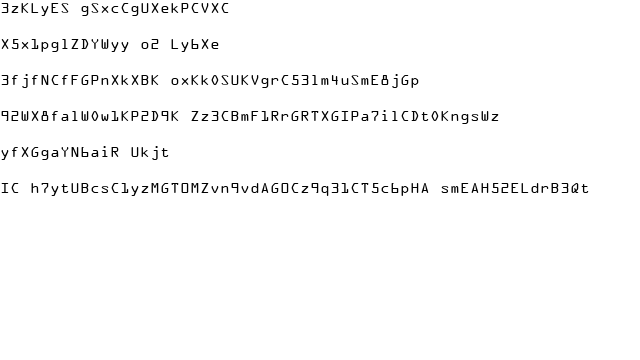 3zKLyES gSxcCgUXekPCVXC
X5x1pglZDYWyy o2 Ly6Xe
3fjfNCfFGPnXkXBK oxKk0SUKVgrC53lm4uSmE8jGp
92WX8falW0w1KP2D9K Zz3CBmF1RrGRTXGIPa7ilCDt0KngsWz
yfXGgaYN6aiR Ukjt
IC h7ytUBcsC1yzMGTOMZvn9vdAGOCz9q31CT5c6pHA smEAH52ELdrB3Qt